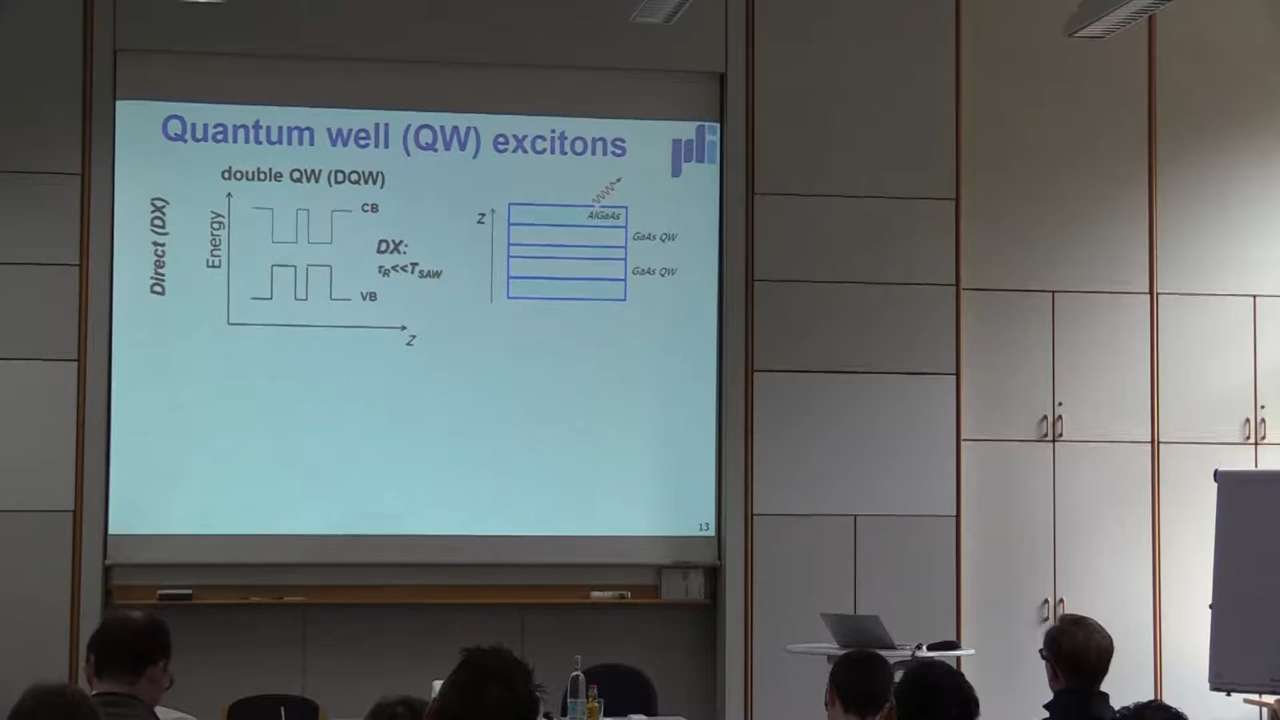 Quantum well (QW) excitons
pdi
double QW (DQW)
Direct (DX)
Energy
CB
DX:
τR<<TSAW
VB
Z
Z
AlGaAs
GaAs QW
GaAs QW
13